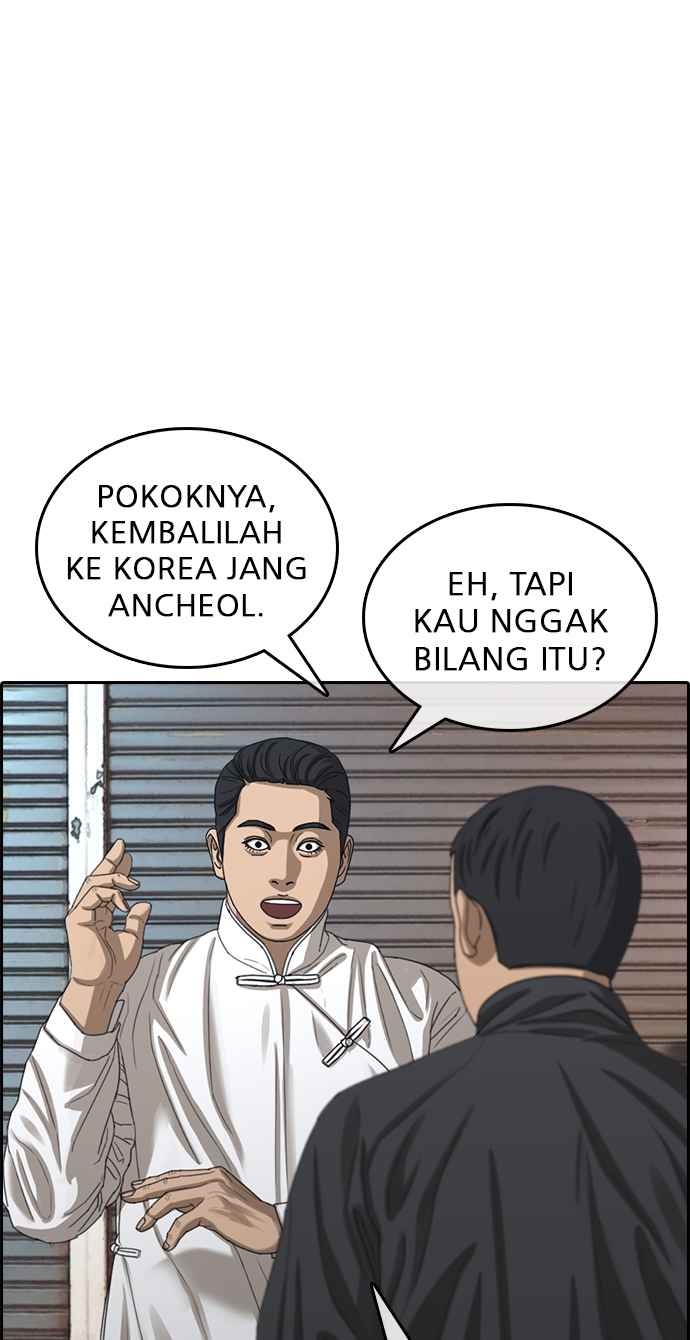 POKOKNYA,
KEMBALILAH
KE KOREA JANG
ANCHEOL.
EH, TAPI
KAU NGGAK
BILANG ITU?